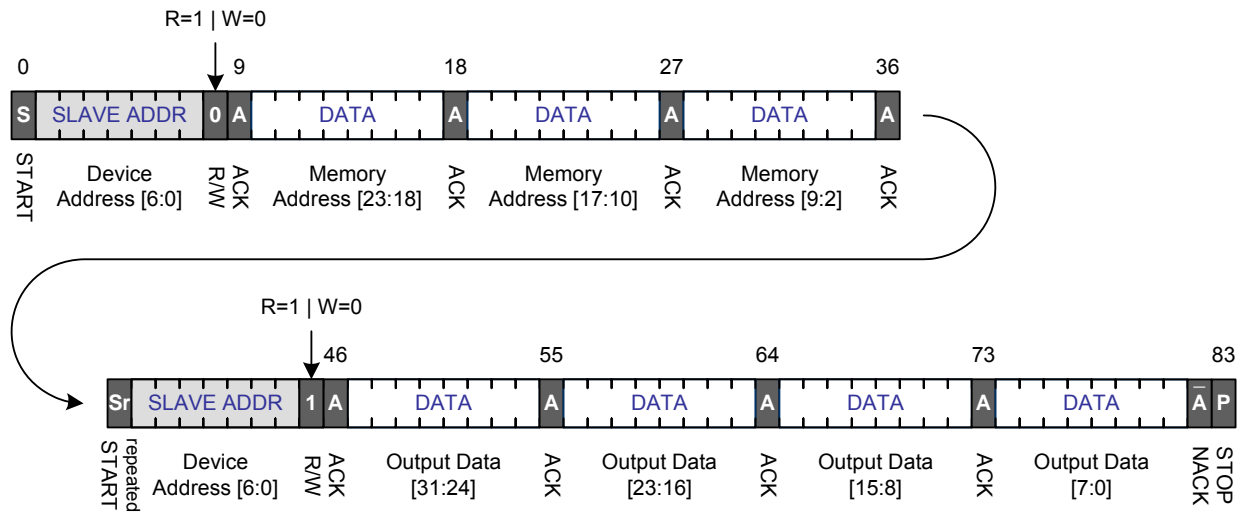 R=1 | W=0
0 9 18 27 36
S SLAVE ADDR 0 A DATA A DATA A DATA A
START
Device
Address [6:0]
R/W
ACK
Memory
Address [23:18]
ACK
Memory
Address [17:10]
ACK
Memory
Address [9:2]
ACK
R=1 | W=0
46 55 64 73 83
Sr SLAVE ADDR 1 A DATA A DATA A DATA A DATA A̅ P
repeated
START
Device
Address [6:0]
R/W
ACK
Output Data
[31:24]
ACK
Output Data
[23:16]
ACK
Output Data
[15:8]
ACK
Output Data
[7:0]
NACK
STOP